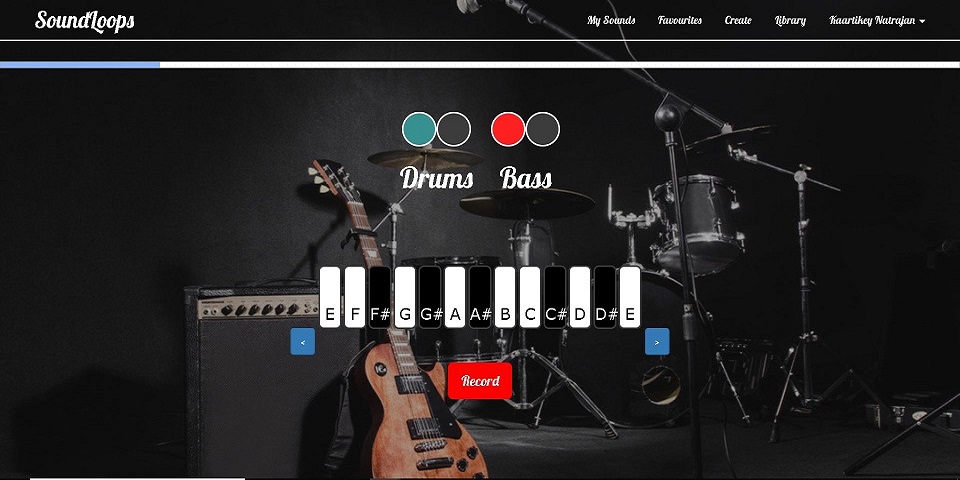 SoundLoops
My Sounds Favourites Create Library Kaartikey Natrajan
Drums Bass
E F F# G G# A A# B C C# D D# E
< >
Record